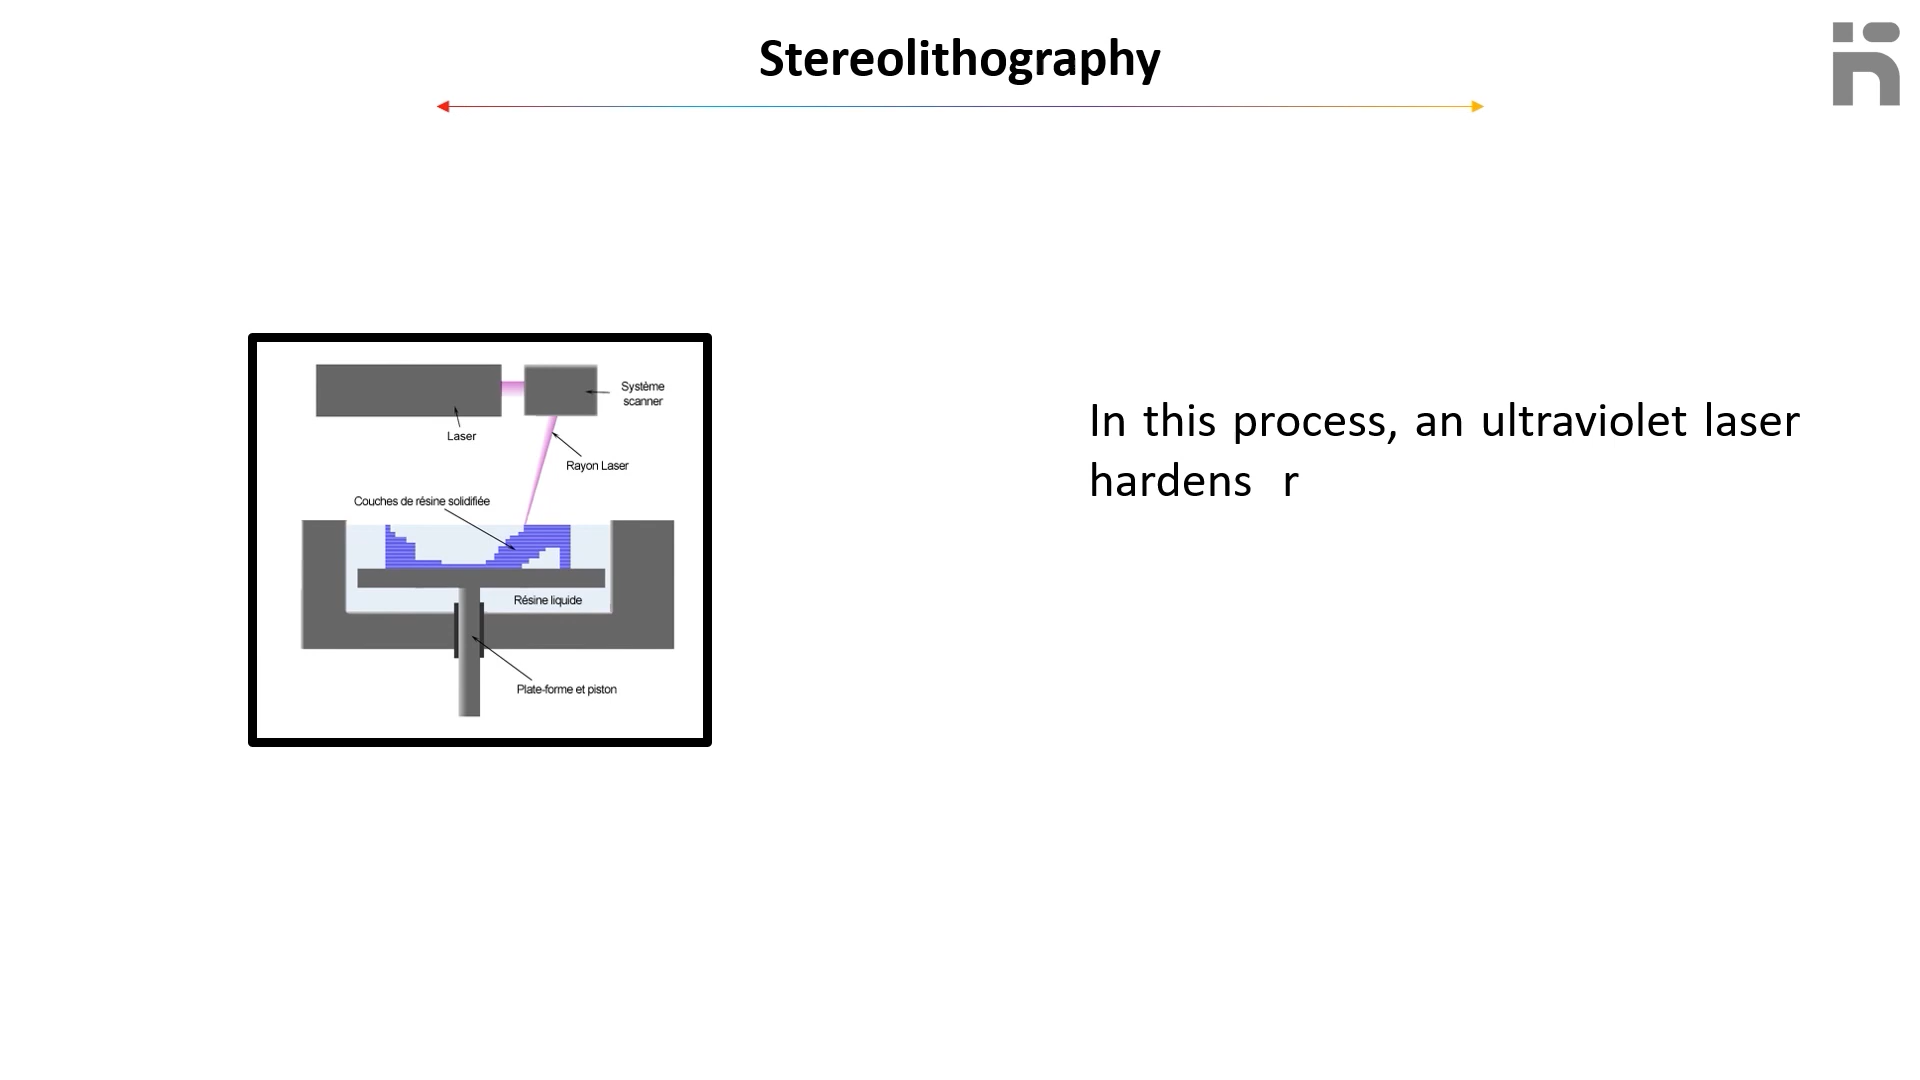 Stereolithography
Système
scanner
Laser
Rayon Laser
Couches de résine solidifiée
Résine liquide
Plate-forme et piston
In this process, an ultraviolet laser
hardens r